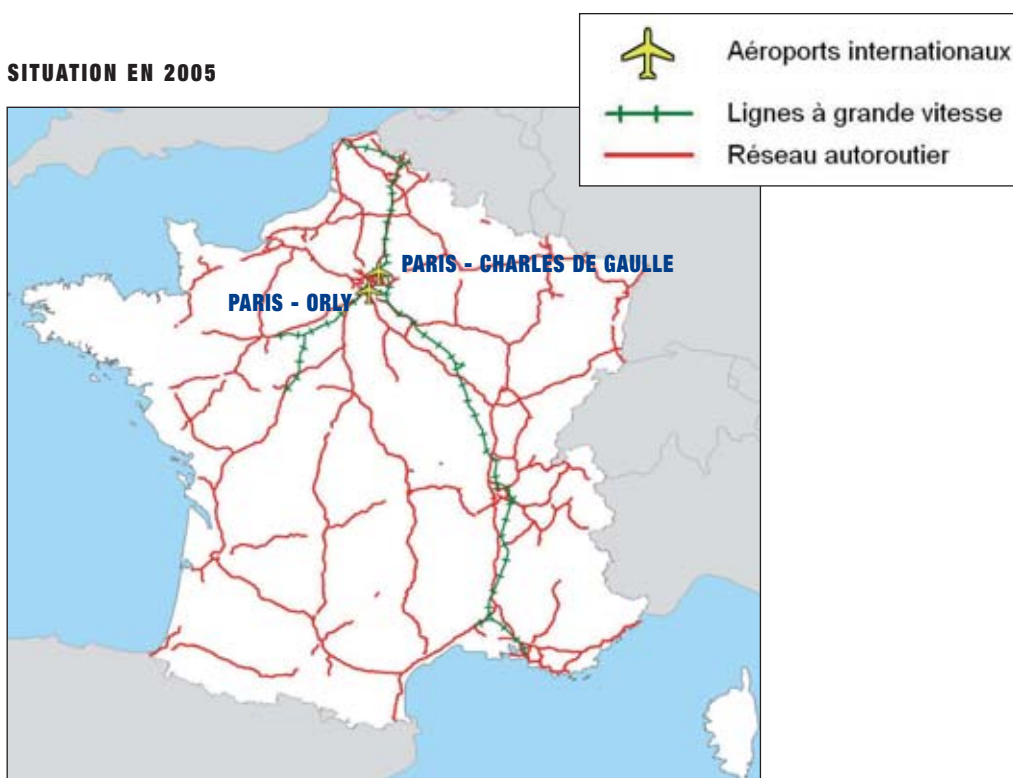 SITUATION EN 2005
Aéroports internationaux
Lignes à grande vitesse
Réseau autoroutier
PARIS - CHARLES DE GAULLE
PARIS - ORLY